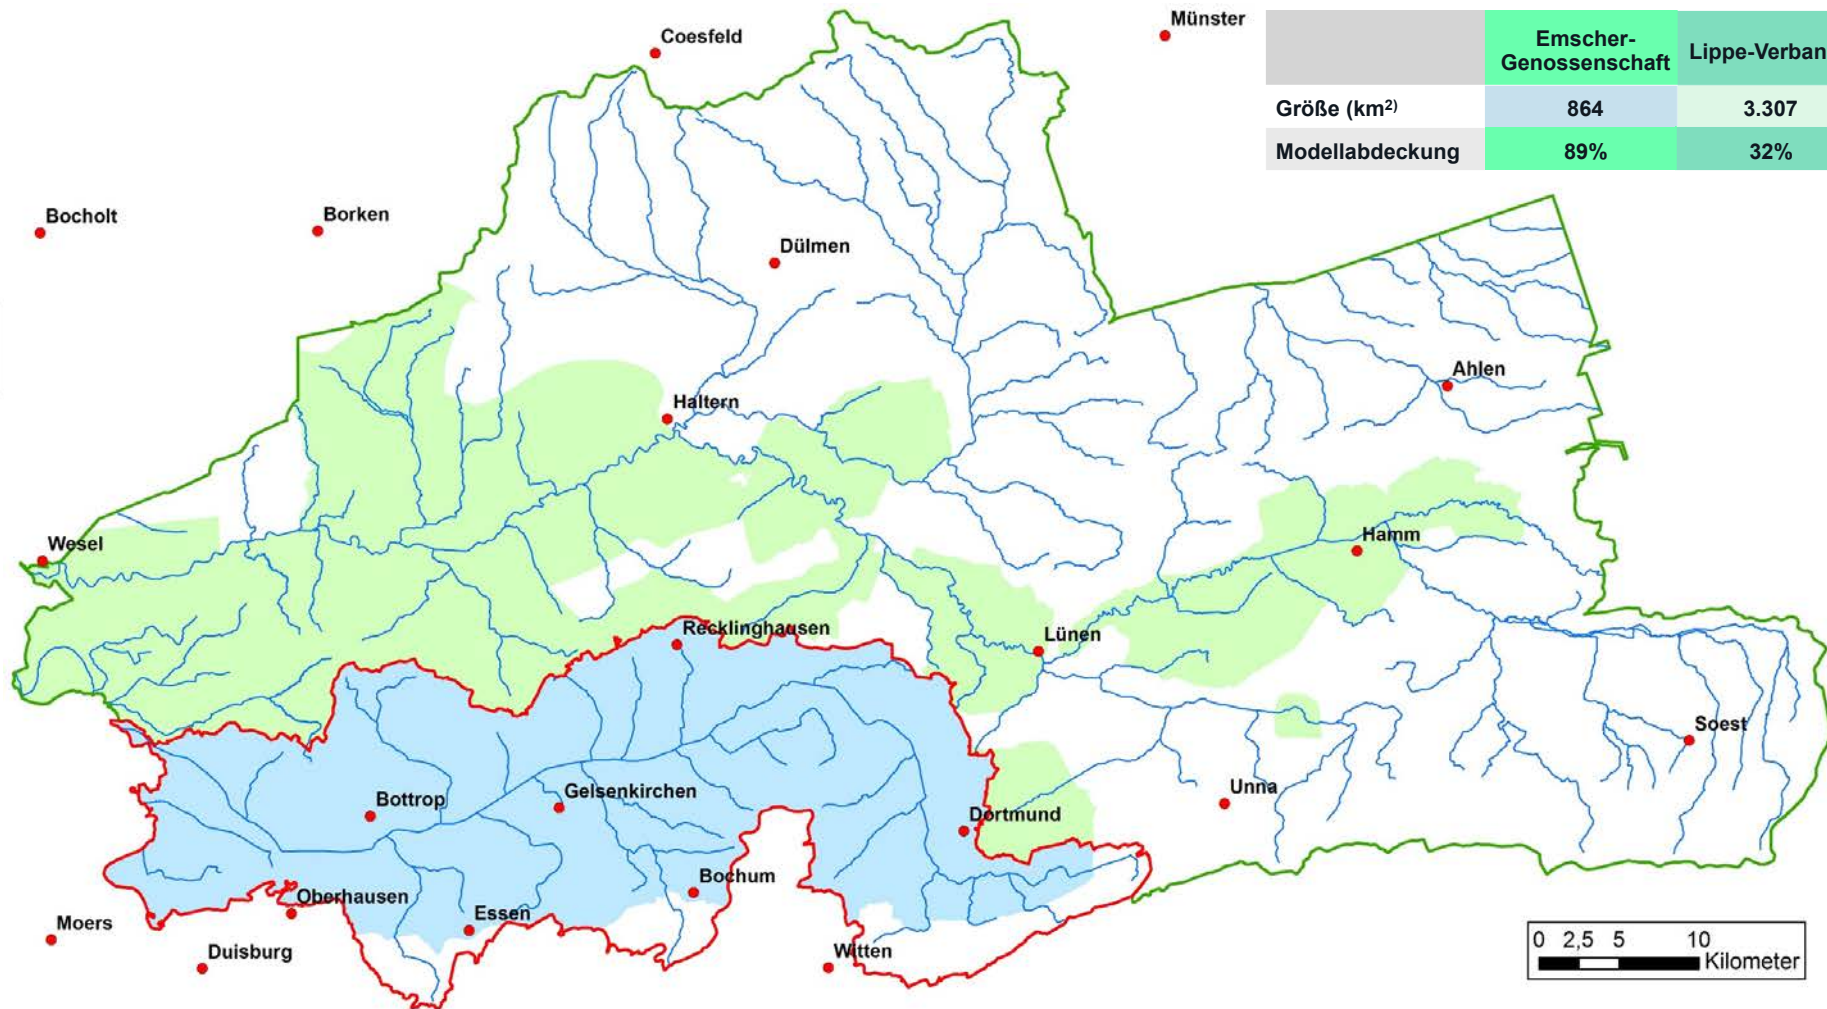 Coesfeld
Münster
Emscher-
Genossenschaft
Lippe-Verban
Größe (km²)
864
3.307
Modellabdeckung
89%
32%
Bocholt
Borken
Dülmen
Ahlen
Haltern
Wesel
Hamm
Recklinghausen
Lünen
Soest
Bottrop
Gelsenkirchen
Unna
Dortmund
Bochum
Oberhausen
Essen
Moers
Duisburg
Witten
0 2,5 5 10
Kilometer